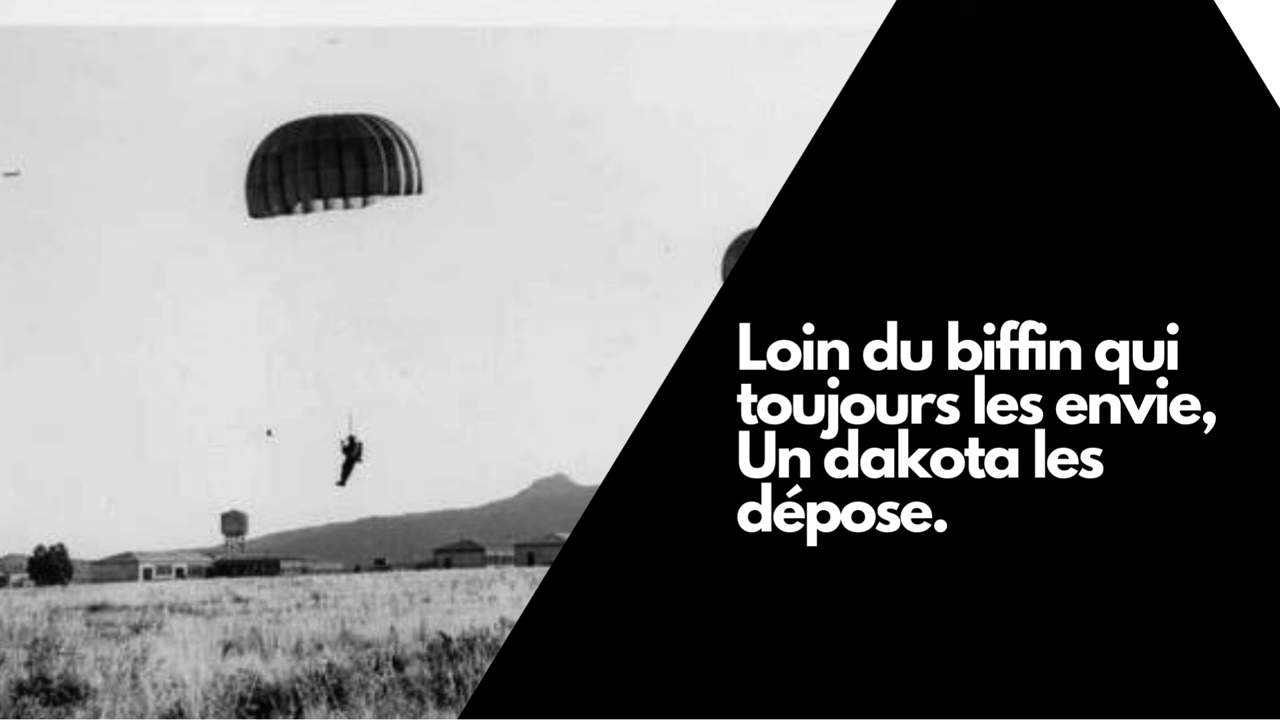 Loin du biffin qui
toujours les envie,
Un dakota les
dépose.